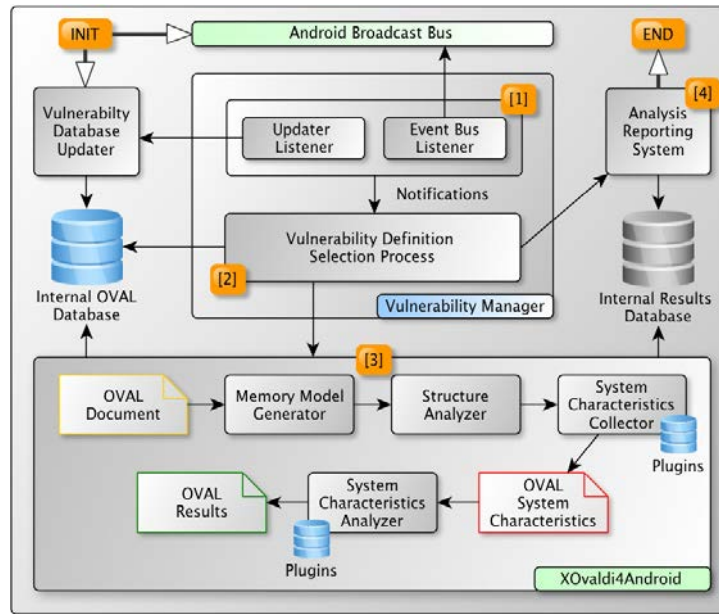 INIT
Android Broadcast Bus
END
[1]
[4]
Vulnerabilty
Database
Updater
Updater
Listener
Event Bus
Listener
Analysis
Reporting
System
Notifications
Vulnerability Definition
Selection Process
[2]
Internal OVAL
Database
Vulnerability Manager
Internal Results
Database
[3]
OVAL
Document
Memory Model
Generator
Structure
Analyzer
System
Characteristics
Collector
Plugins
OVAL
Results
System
Characteristics
Analyzer
Plugins
OVAL
System
Characteristics
XOvaldi4Android